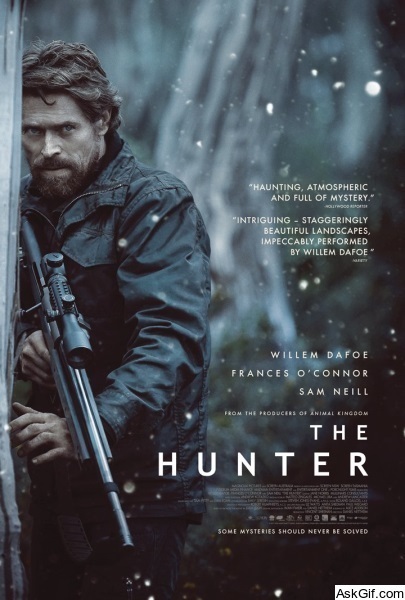 "HAUNTING, ATMOSPHERIC
AND FULL OF MYSTERY."
HOLLYWOOD REPORTER
"INTRIGUING – STAGGERINGLY
BEAUTIFUL LANDSCAPES,
IMPECCABLY PERFORMED
BY WILLEM DAFOE"
VARIETY
WILLEM DAFOE
FRANCES O'CONNOR
SAM NEILL
FROM THE PRODUCERS OF ANIMAL KINGDOM
THE
HUNTER
SOME MYSTERIES SHOULD NEVER BE SOLVED
AskGif.com